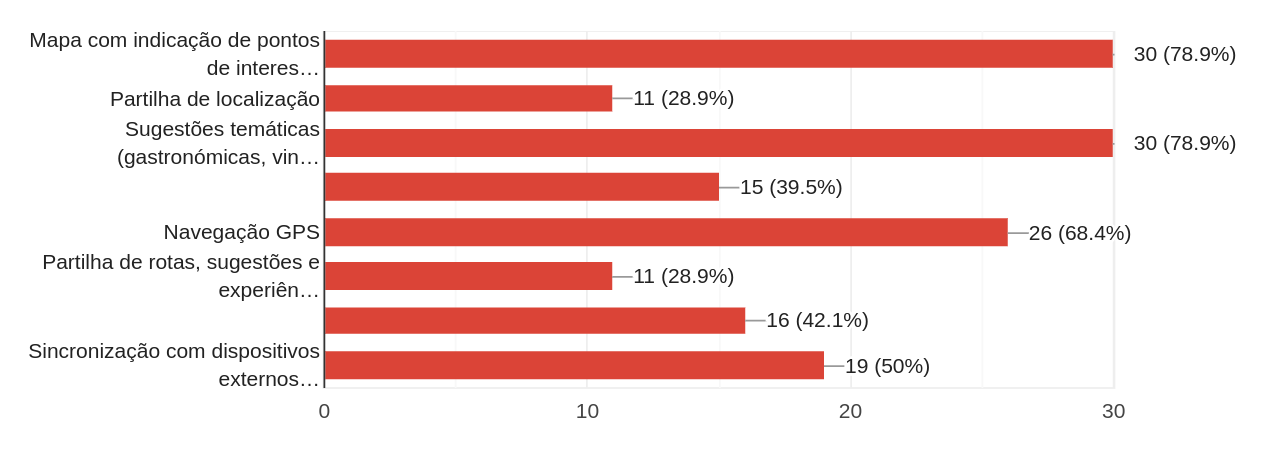 Mapa com indicação de pontos
de interes…
30 (78.9%)
Partilha de localização
11 (28.9%)
Sugestões temáticas
(gastronómicas, vin…
30 (78.9%)
15 (39.5%)
Navegação GPS
26 (68.4%)
Partilha de rotas, sugestões e
experiên…
11 (28.9%)
16 (42.1%)
Sincronização com dispositivos
externos…
19 (50%)
0 10 20 30